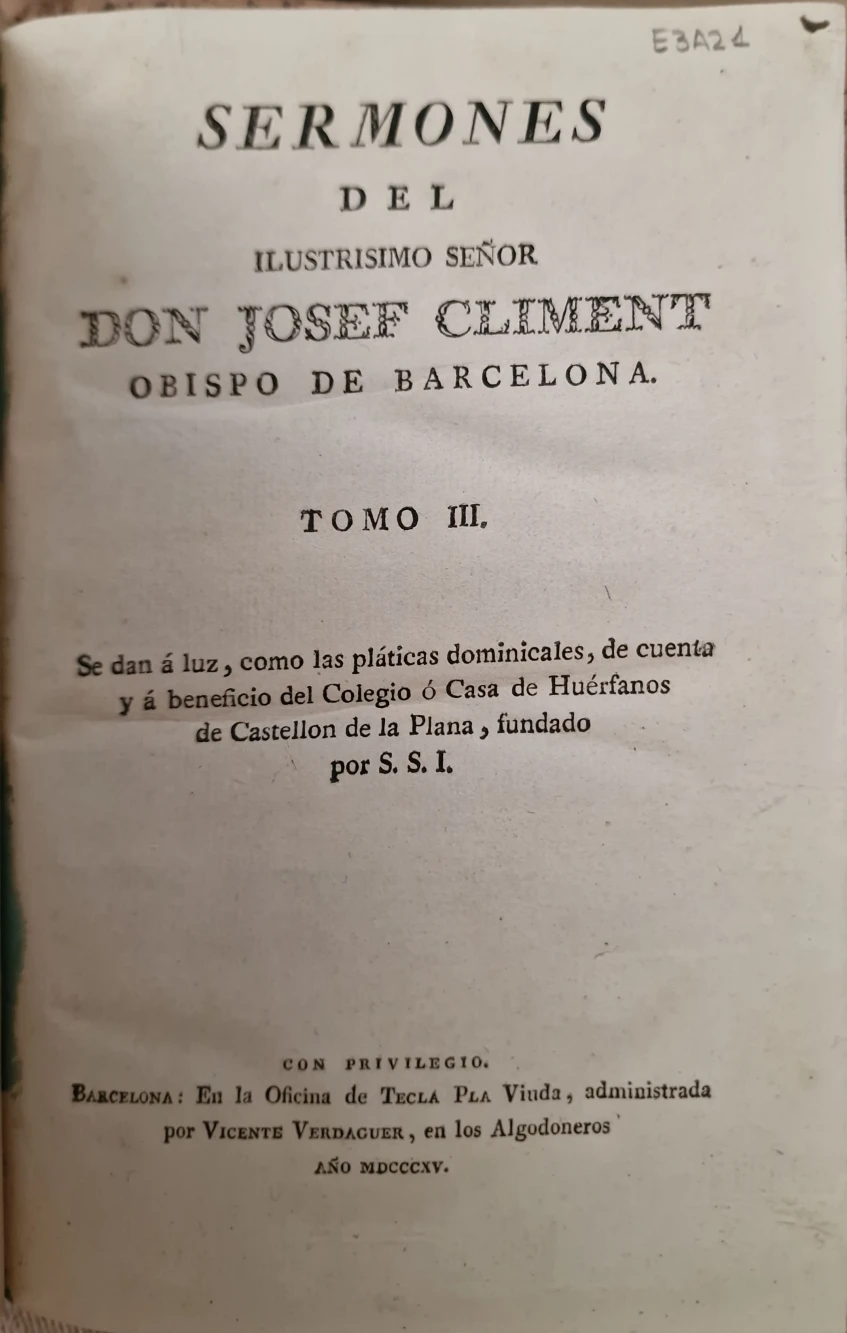 E3A21
SERMONES
DEL
ILUSTRISIMO SEÑOR
DON JOSEF CLIMENT
OBISPO DE BARCELONA.
TOMO III.
Se dan á luz, como las pláticas dominicales, de cuenta
y á beneficio del Colegio ó Casa de Huérfanos
de Castellon de la Plana, fundado
por S. S. I.
CON PRIVILEGIO.
BARCELONA: En la Oficina de TECLA PLA Viuda, administrada
por VICENTE VERDAGUER, en los Algodoneros
AÑO MDCCCXV.